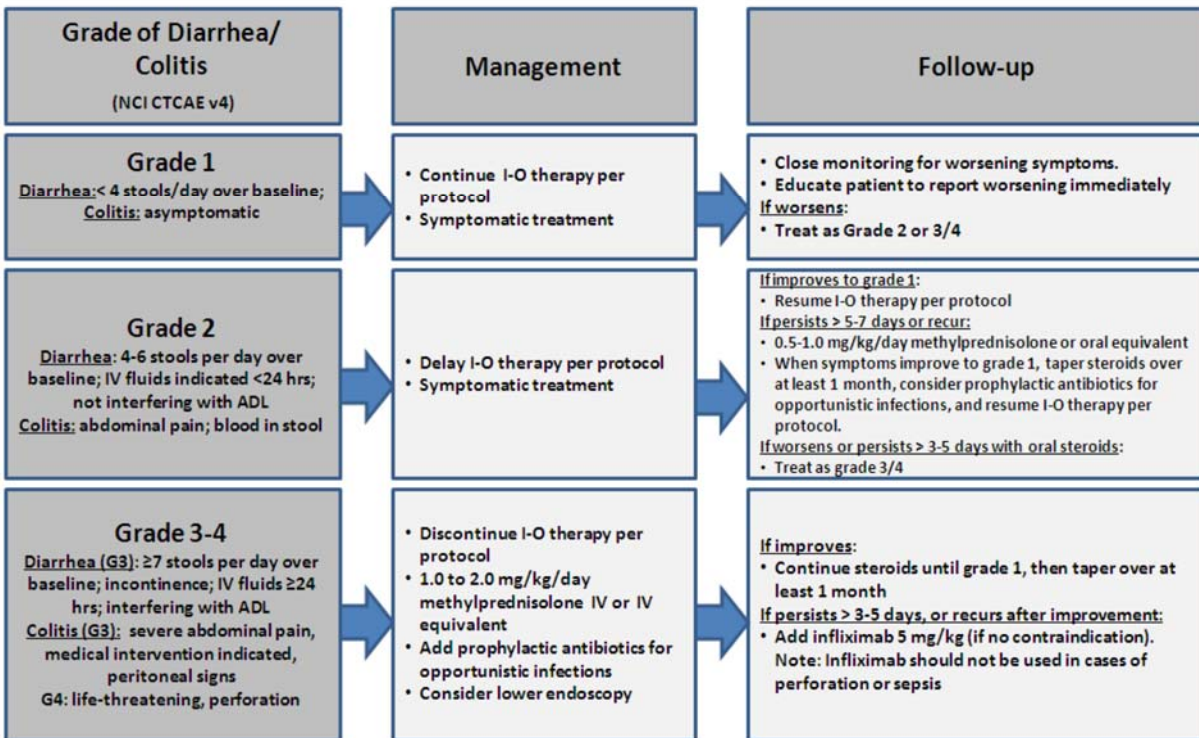 Grade of Diarrhea/
Colitis
(NCI CTCAE v4)
Management
Follow-up
Grade 1
Diarrhea:< 4 stools/day over baseline;
Colitis: asymptomatic
• Continue I-O therapy per
protocol
• Symptomatic treatment
• Close monitoring for worsening symptoms.
• Educate patient to report worsening immediately
If worsens:
• Treat as Grade 2 or 3/4
Grade 2
Diarrhea: 4-6 stools per day over
baseline; IV fluids indicated <24 hrs;
not interfering with ADL
Colitis: abdominal pain; blood in stool
• Delay I-O therapy per protocol
• Symptomatic treatment
If improves to grade 1:
• Resume I-O therapy per protocol
If persists > 5-7 days or recur:
• 0.5-1.0 mg/kg/day methylprednisolone or oral equivalent
• When symptoms improve to grade 1, taper steroids over
at least 1 month, consider prophylactic antibiotics for
opportunistic infections, and resume I-O therapy per
protocol.
If worsens or persists > 3-5 days with oral steroids:
• Treat as grade 3/4
Grade 3-4
Diarrhea (G3): ≥7 stools per day over
baseline; incontinence; IV fluids ≥24
hrs; interfering with ADL
Colitis (G3): severe abdominal pain,
medical intervention indicated,
peritoneal signs
G4: life-threatening, perforation
• Discontinue I-O therapy per
protocol
• 1.0 to 2.0 mg/kg/day
methylprednisolone IV or IV
equivalent
• Add prophylactic antibiotics for
opportunistic infections
• Consider lower endoscopy
If improves:
• Continue steroids until grade 1, then taper over at
least 1 month
If persists > 3-5 days, or recurs after improvement:
• Add infliximab 5 mg/kg (if no contraindication).
Note: Infliximab should not be used in cases of
perforation or sepsis